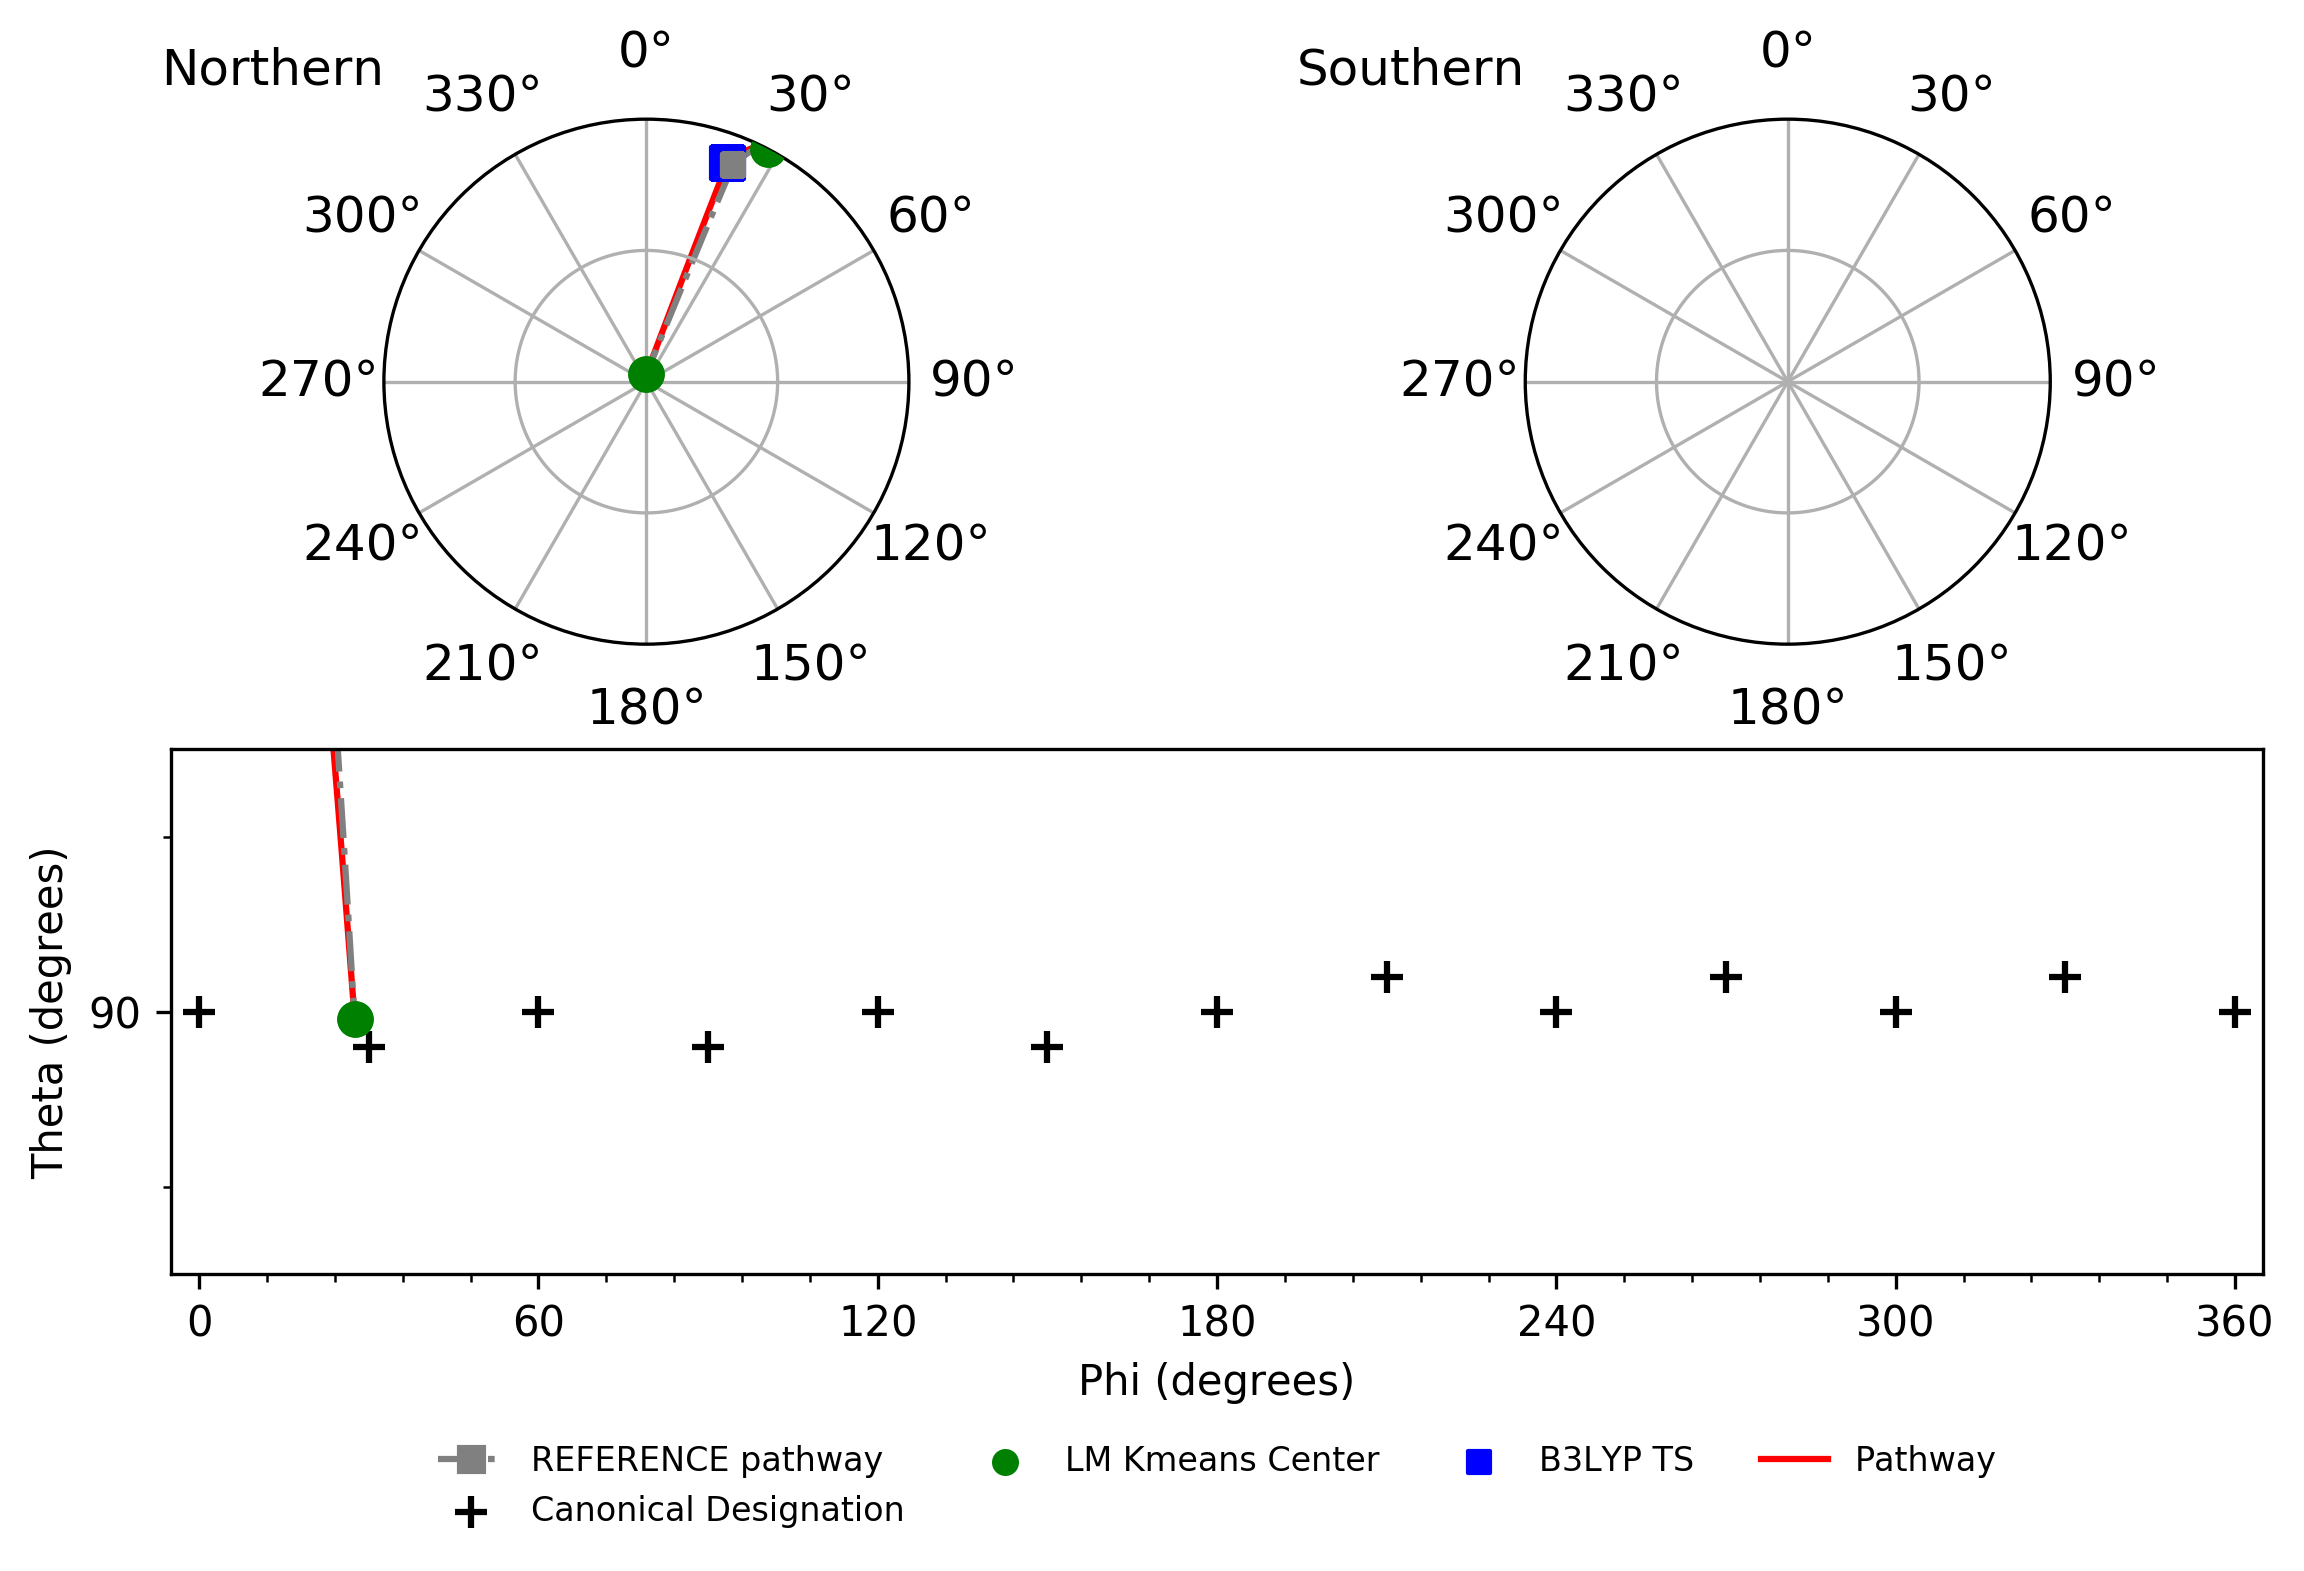 Northern
0°
30°
60°
90°
120°
150°
180°
210°
240°
270°
300°
330°
Southern
0°
30°
60°
90°
120°
150°
180°
210°
240°
270°
300°
330°
Theta (degrees)
90
0 60 120 180 240 300 360
Phi (degrees)
REFERENCE pathway
Canonical Designation
LM Kmeans Center
B3LYP TS
Pathway